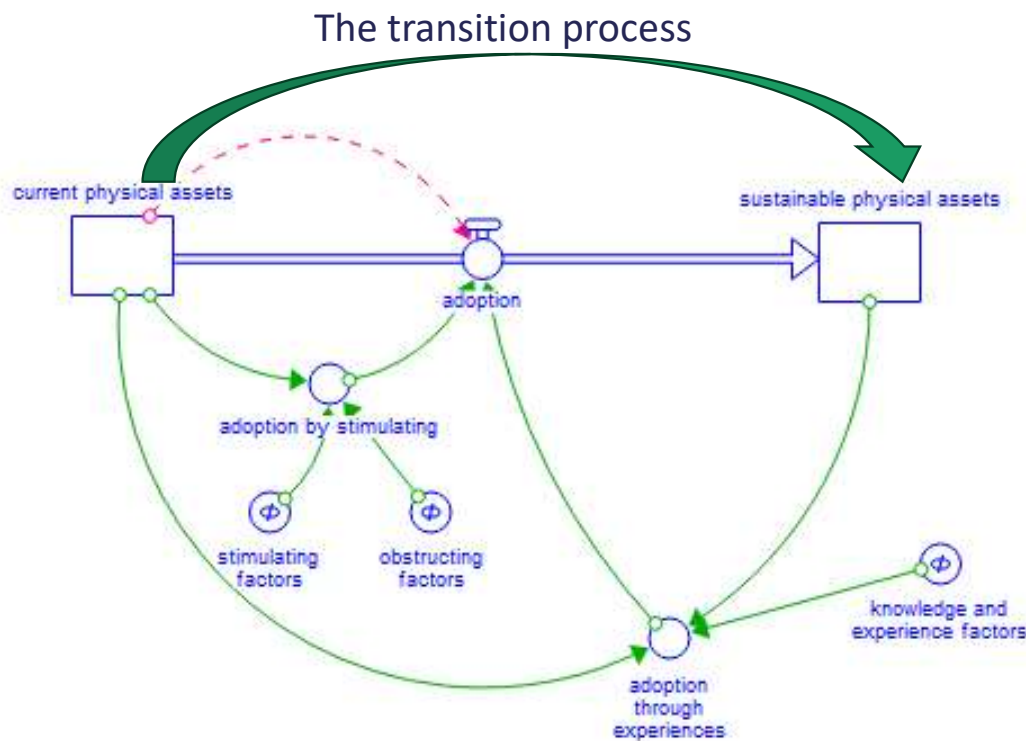 The transition process
current physical assets
sustainable physical assets
adoption
adoption by stimulating
Φ
Φ
stimulating
factors
obstructing
factors
Φ
knowledge and
experience factors
adoption
through
experiences